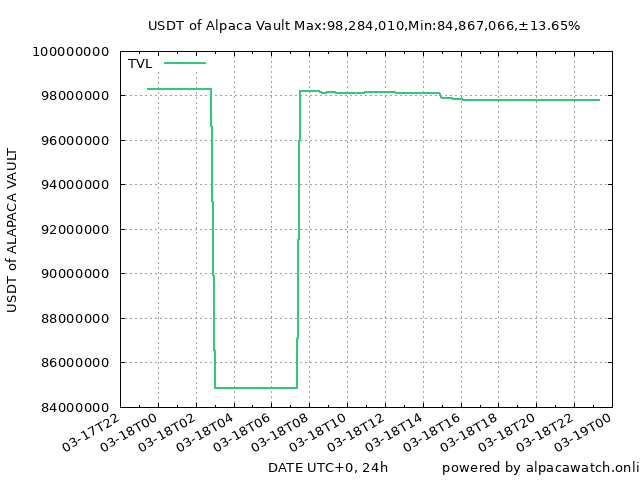 USDT of Alpaca Vault Max:98,284,010,Min:84,867,066,±13.65%
TVL
100000000
98000000
96000000
94000000
92000000
90000000
88000000
86000000
84000000
USDT of ALAPACA VAULT
03-17T22
03-18T00
03-18T02
03-18T04
03-18T06
03-18T08
03-18T10
03-18T12
03-18T14
03-18T16
03-18T18
03-18T20
03-18T22
03-19T00
DATE UTC+0, 24h
powered by alpacawatch.onli